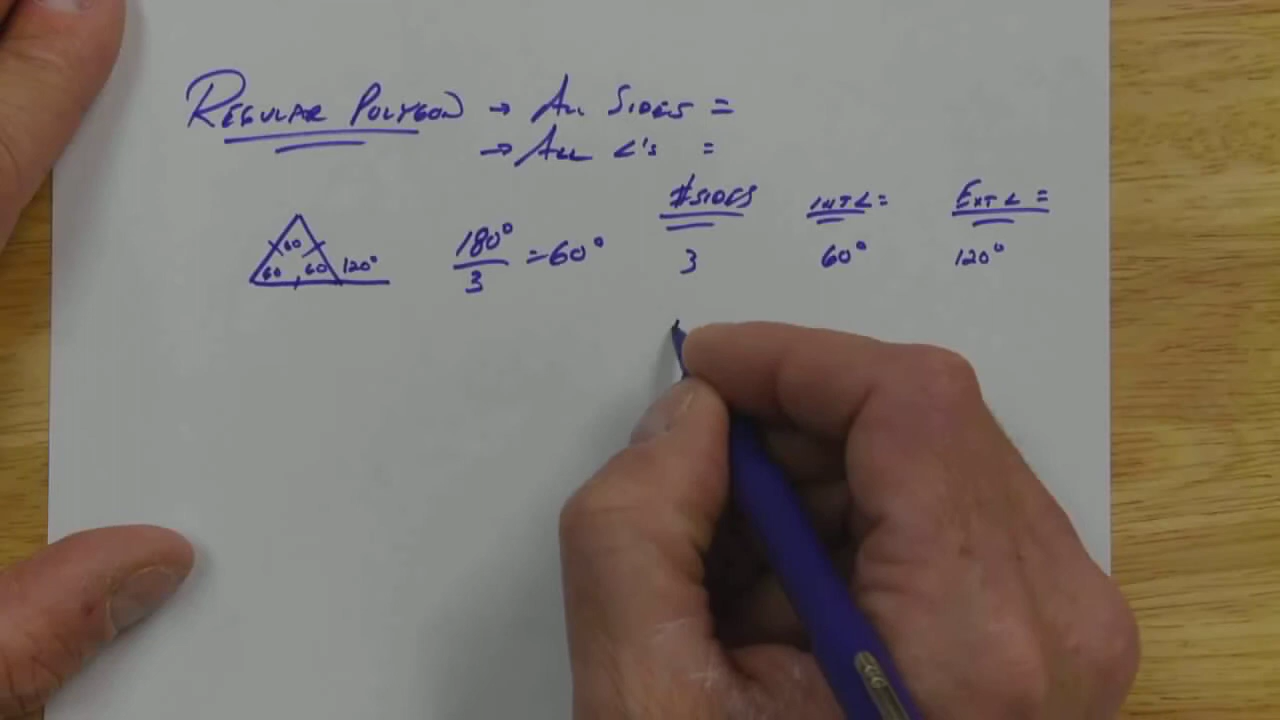 REGULAR POLYGON → ALL SIDES =
→ ALL ∠'s =
#SIDES INT ∠ = EXT ∠ =
60 60 60 120° 180°/3 = 60° 3 60° 120°